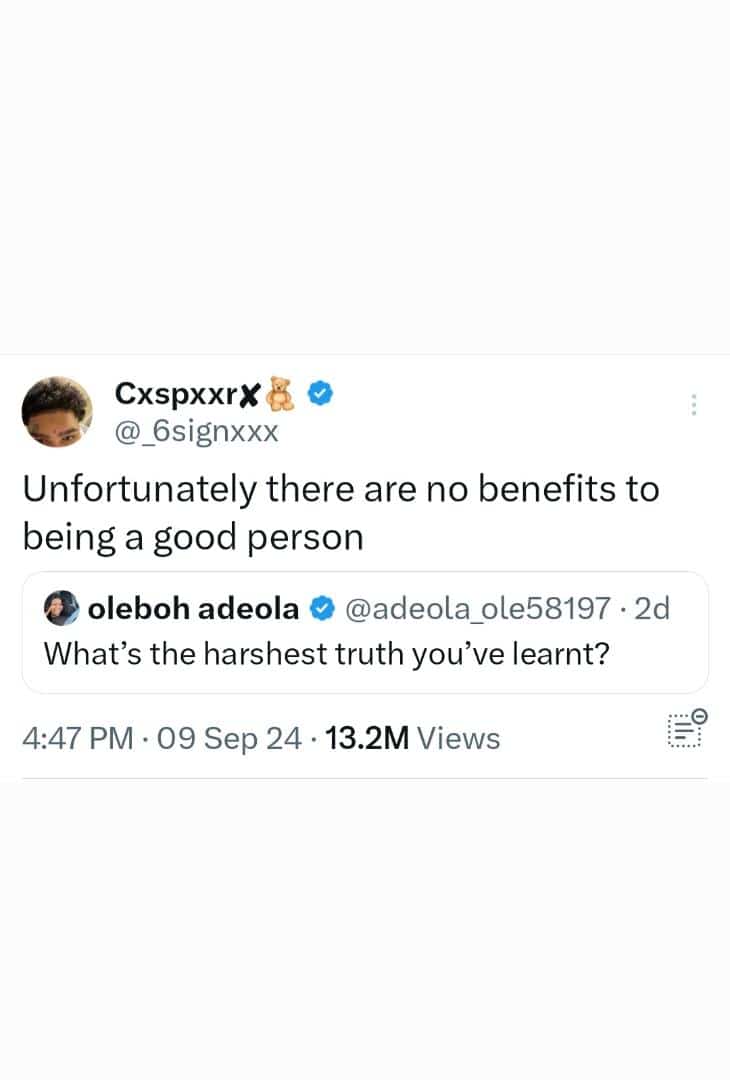 Cxspxxr✘🧸
@_6signxxx
Unfortunately there are no benefits to
being a good person
oleboh adeola @adeola_ole58197 · 2d
What’s the harshest truth you’ve learnt?
4:47 PM · 09 Sep 24 · 13.2M Views